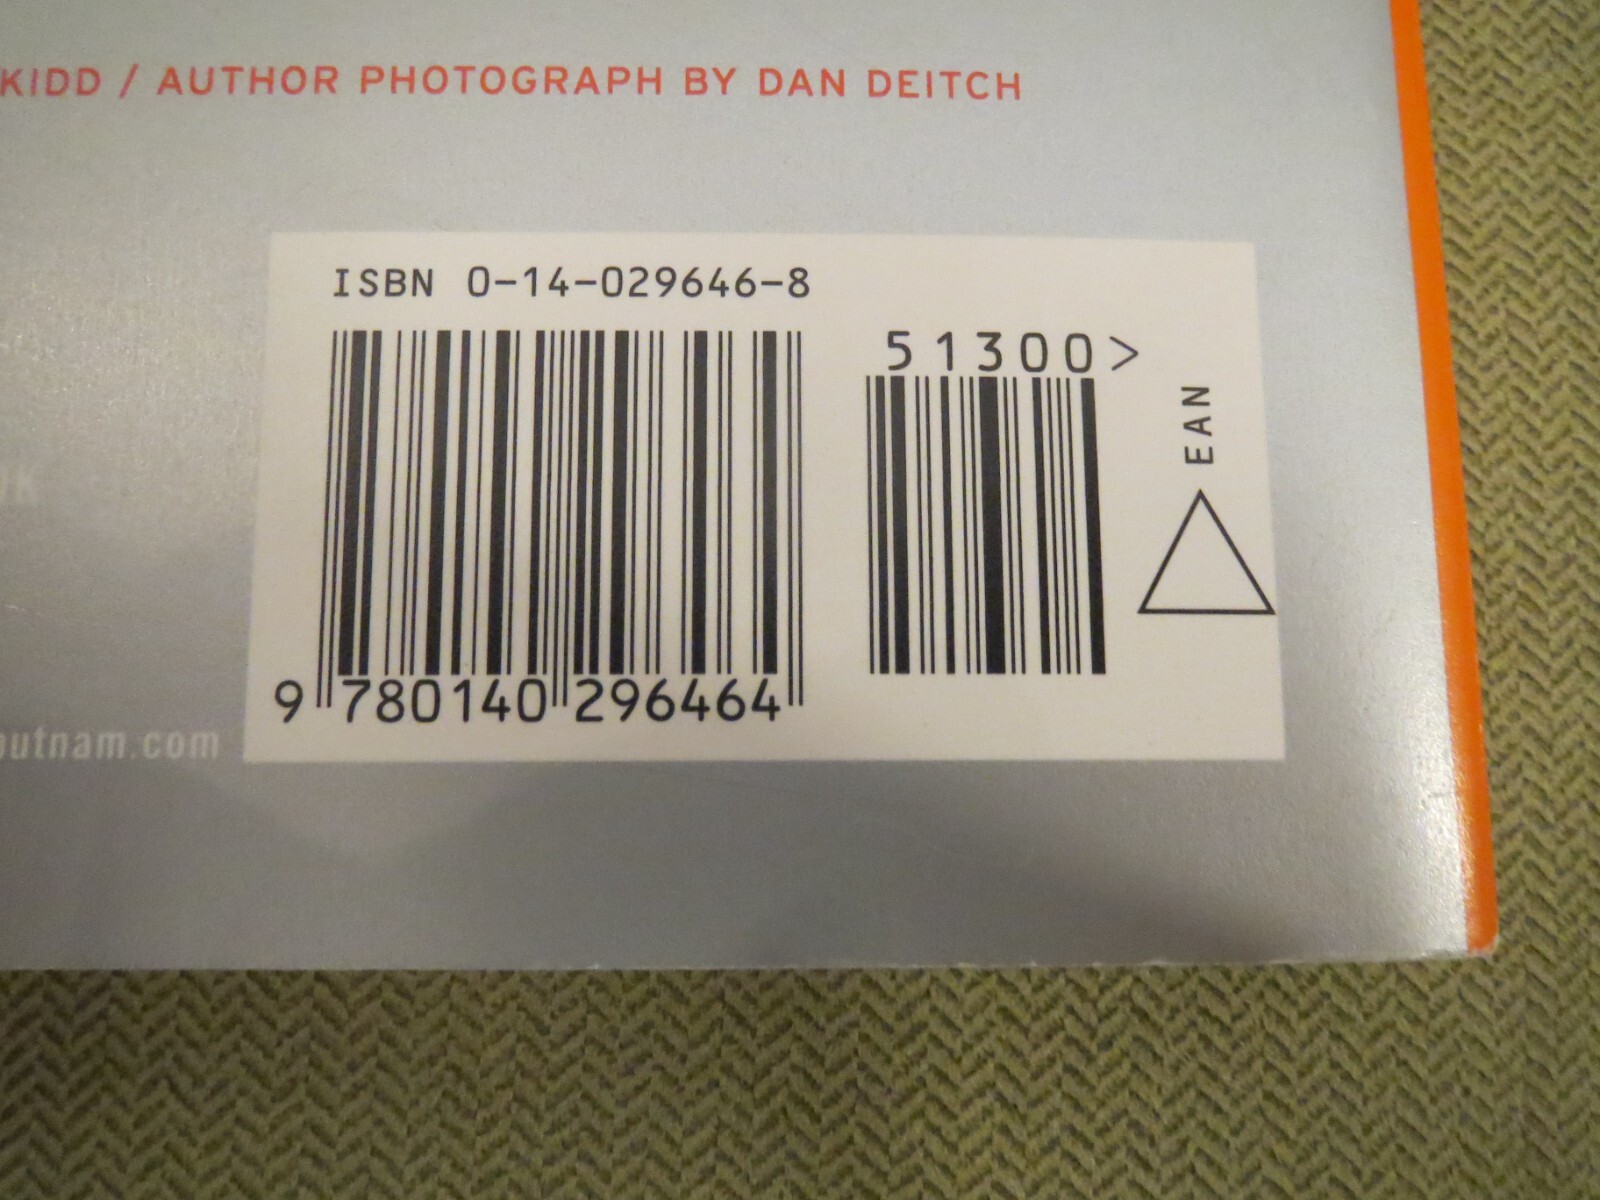 KIDD / AUTHOR PHOTOGRAPH BY DAN DEITCH
ISBN 0-14-029646-8
51300>
EAN
9 780140 296464